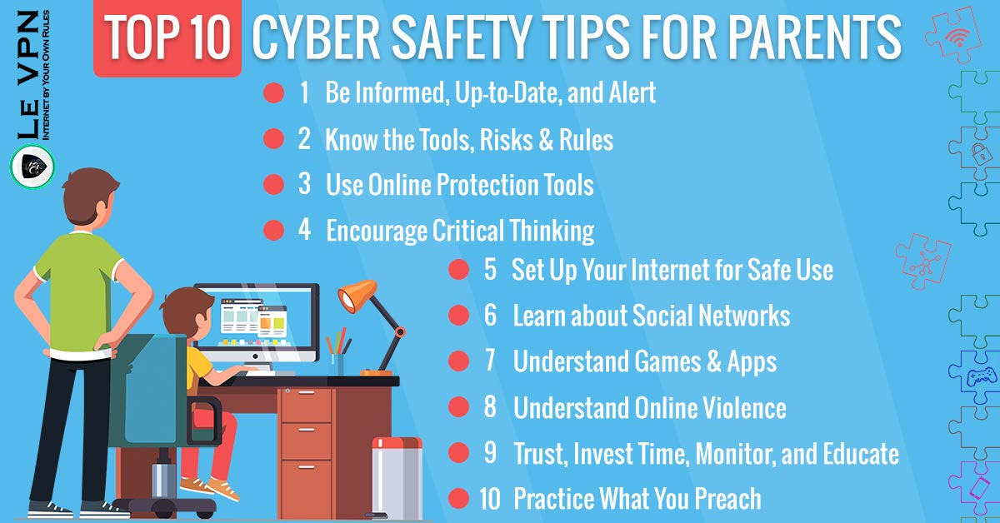 LE VPN
INTERNET BY YOUR OWN RULES
TOP 10 CYBER SAFETY TIPS FOR PARENTS
1 Be Informed, Up-to-Date, and Alert
2 Know the Tools, Risks & Rules
3 Use Online Protection Tools
4 Encourage Critical Thinking
5 Set Up Your Internet for Safe Use
6 Learn about Social Networks
7 Understand Games & Apps
8 Understand Online Violence
9 Trust, Invest Time, Monitor, and Educate
10 Practice What You Preach